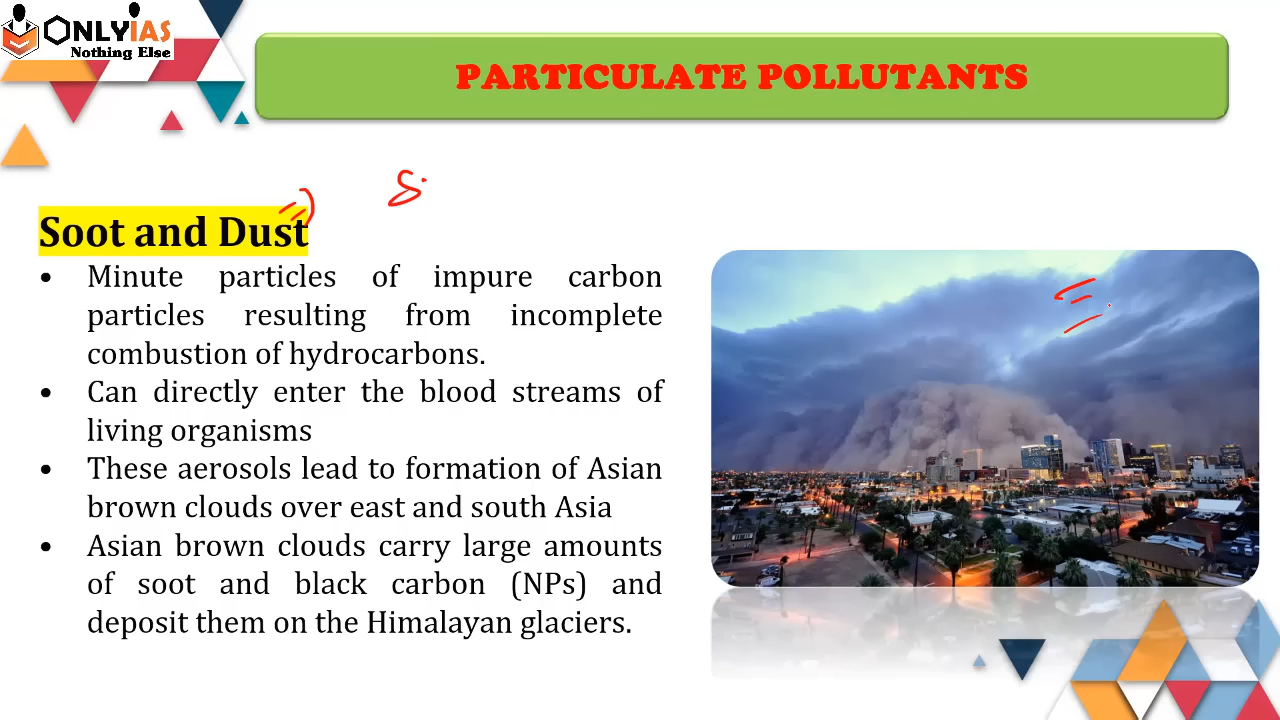 ONLYIAS
Nothing Else
PARTICULATE POLLUTANTS
Soot and Dust
• Minute particles of impure carbon
particles resulting from incomplete
combustion of hydrocarbons.
• Can directly enter the blood streams of
living organisms
• These aerosols lead to formation of Asian
brown clouds over east and south Asia
• Asian brown clouds carry large amounts
of soot and black carbon (NPs) and
deposit them on the Himalayan glaciers.